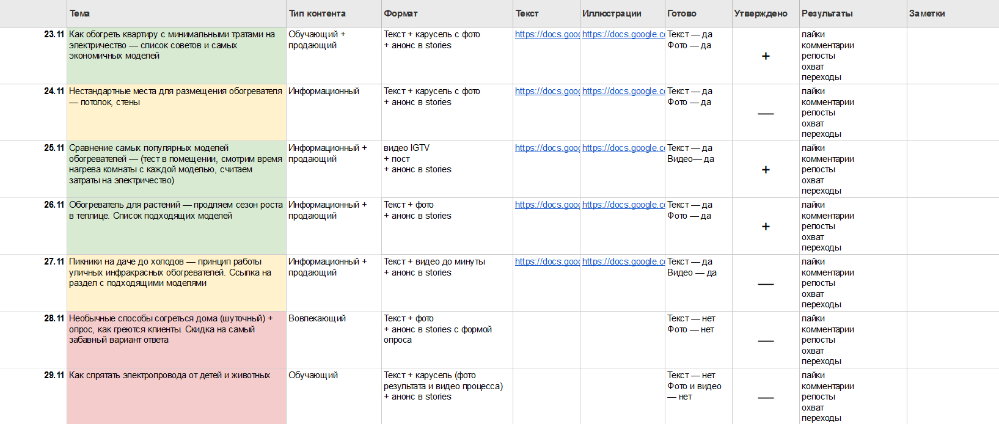 Тема Тип контента Формат Текст Иллюстрации Готово Утверждено Результаты Заметки
23.11 Как обогреть квартиру с минимальными тратами на Обучающий + Текст + карусель с фото https://docs.goog https://docs.google.co Текст — да лайки
электричество — список советов и самых продающий + анонс в stories Фото — да комментарии
экономичных моделей + репосты
охват
переходы
24.11 Нестандартные места для размещения обогревателя Информационный Текст + карусель с фото https://docs.goog https://docs.google.co Текст — да лайки
— потолок, стены + анонс в stories Фото — да комментарии
— репосты
охват
переходы
25.11 Сравнение самых популярных моделей Информационный + видео IGTV https://docs.goog https://docs.google.co Текст — да лайки
обогревателей — (тест в помещении, смотрим время продающий + пост Видео— да комментарии
нагрева комнаты с каждой моделью, считаем + анонс в stories + репосты
затраты на электричество) охват
переходы
26.11 Обогреватель для растений — продляем сезон роста Информационный + Текст + фото https://docs.goog https://docs.google.co Текст — да лайки
в теплице. Список подходящих моделей продающий + анонс в stories Фото — да комментарии
+ репосты
охват
переходы
27.11 Пикники на даче до холодов — принцип работы Информационный + Текст + видео до минуты https://docs.goog https://docs.google.co Текст — да лайки
уличных инфракрасных обогревателей. Ссылка на продающий + анонс в stories Видео — да комментарии
раздел с подходящими моделями — репосты
охват
переходы
28.11 Необычные способы согреться дома (шуточный) + Вовлекающий Текст + фото Текст — нет лайки
опрос, как греются клиенты. Скидка на самый + анонс в stories с формой Фото — нет комментарии
забавный вариант ответа опроса — репосты
охват
переходы
29.11 Как спрятать электропровода от детей и животных Обучающий Текст + карусель (фото Текст — нет лайки
результата и видео процесса) Фото и видео комментарии
+ анонс в stories — нет — репосты
охват
переходы